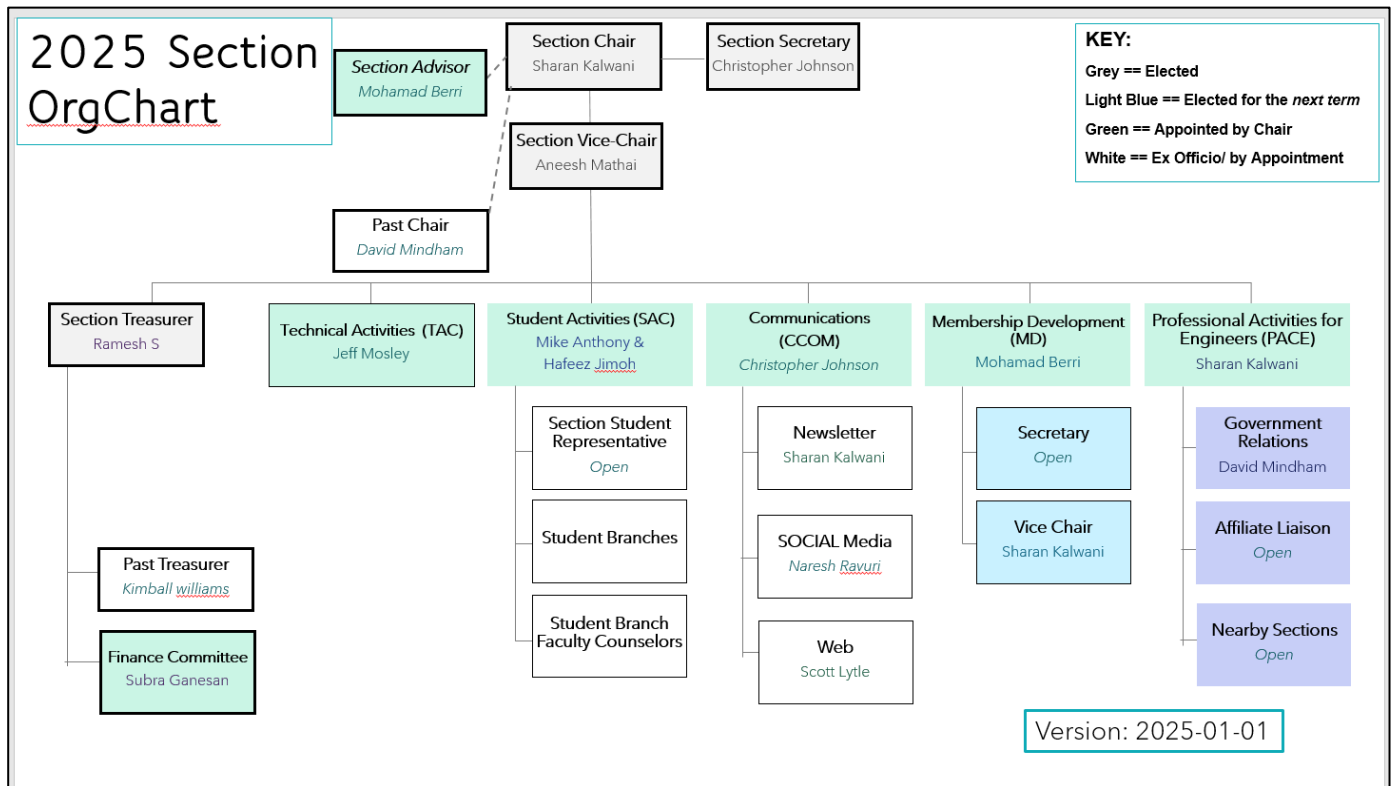 2025 Section
OrgChart
Section Advisor
Mohamad Berri
Section Chair
Sharan Kalwani
Section Secretary
Christopher Johnson
KEY:
Grey == Elected
Light Blue == Elected for the next term
Green == Appointed by Chair
White == Ex Officio/ by Appointment
Section Vice-Chair
Aneesh Mathai
Past Chair
David Mindham
Section Treasurer
Ramesh S
Technical Activities (TAC)
Jeff Mosley
Student Activities (SAC)
Mike Anthony &
Hafeez Jimoh
Communications
(CCOM)
Christopher Johnson
Membership Development
(MD)
Mohamad Berri
Professional Activities for
Engineers (PACE)
Sharan Kalwani
Past Treasurer
Kimball williams
Finance Committee
Subra Ganesan
Section Student
Representative
Open
Student Branches
Student Branch
Faculty Counselors
Newsletter
Sharan Kalwani
SOCIAL Media
Naresh Ravuri
Web
Scott Lytle
Secretary
Open
Vice Chair
Sharan Kalwani
Government
Relations
David Mindham
Affiliate Liaison
Open
Nearby Sections
Open
Version: 2025-01-01